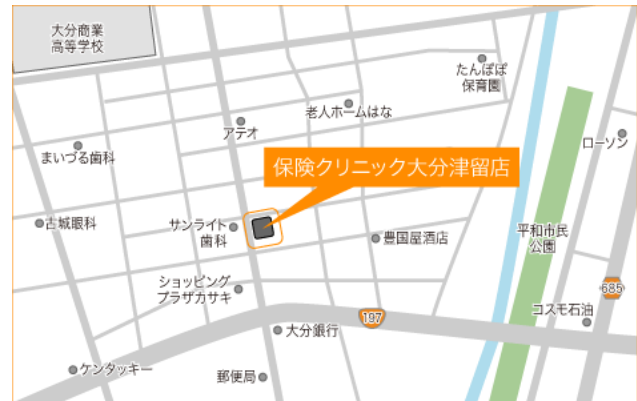 大分商業
高等学校
たんぽぽ
保育園
老人ホームはな
アテオ
ローソン
まいづる歯科
保険クリニック大分津留店
古城眼科
サンライト
歯科
豊国屋酒店
平和市民
公園
ショッピング
プラザカサキ
685
コスモ石油
197
大分銀行
ケンタッキー
郵便局